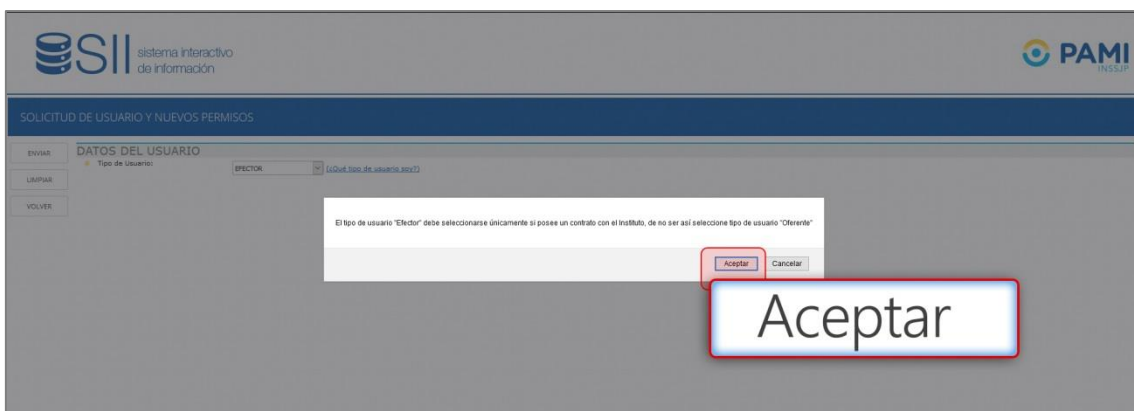 SII sistema interactivo
de información
PAMI
INSSJP
SOLICITUD DE USUARIO Y NUEVOS PERMISOS
ENVIAR
DATOS DEL USUARIO
Tipo de Usuario:
EFECTOR
(¿Qué tipo de usuario soy?)
LIMPIAR
VOLVER
El tipo de usuario "Efector" debe seleccionarse únicamente si posee un contrato con el Instituto, de no ser así seleccione tipo de usuario "Oferente"
Aceptar
Cancelar
Aceptar